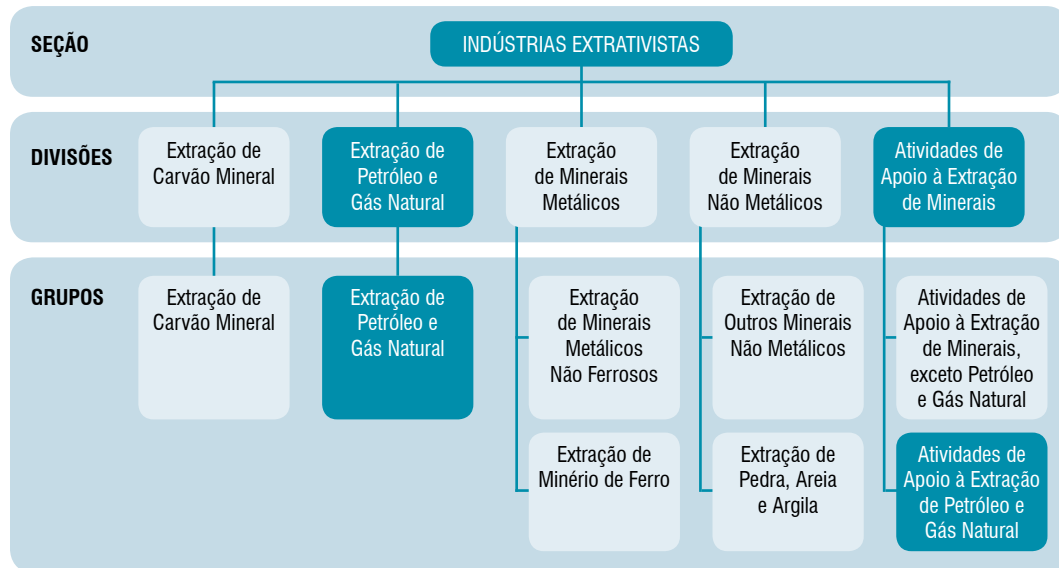 SEÇÃO
INDÚSTRIAS EXTRATIVISTAS
DIVISÕES
Extração de
Carvão Mineral
Extração de
Petróleo e
Gás Natural
Extração
de Minerais
Metálicos
Extração
de Minerais
Não Metálicos
Atividades de
Apoio à Extração
de Minerais
GRUPOS
Extração de
Carvão Mineral
Extração de
Petróleo e
Gás Natural
Extração
de Minerais
Metálicos
Não Ferrosos
Extração de
Outros Minerais
Não Metálicos
Atividades de
Apoio à Extração
de Minerais,
exceto Petróleo
e Gás Natural
Extração de
Minério de Ferro
Extração de
Pedra, Areia
e Argila
Atividades de
Apoio à Extração
de Petróleo e
Gás Natural